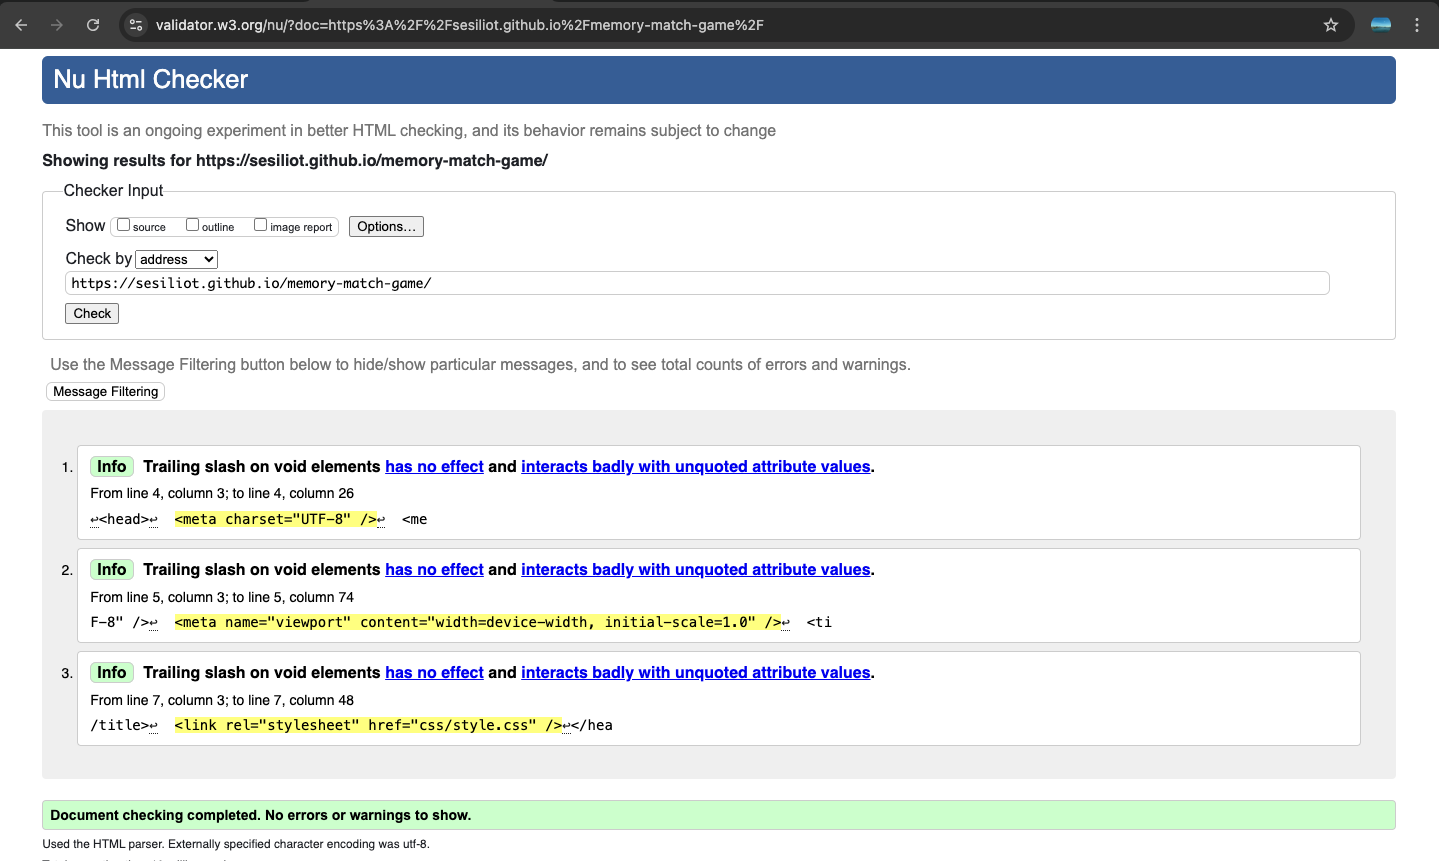 validator.w3.org/nu/?doc=https%3A%2F%2Fsesiliot.github.io%2Fmemory-match-game%2F
Nu Html Checker
This tool is an ongoing experiment in better HTML checking, and its behavior remains subject to change
Showing results for https://sesiliot.github.io/memory-match-game/
Checker Input
Show source outline image report Options...
Check by address
https://sesiliot.github.io/memory-match-game/
Check
Use the Message Filtering button below to hide/show particular messages, and to see total counts of errors and warnings.
Message Filtering
1. Info Trailing slash on void elements has no effect and interacts badly with unquoted attribute values.
From line 4, column 3; to line 4, column 26
↩<head>↩ <meta charset="UTF-8" />↩ <me
2. Info Trailing slash on void elements has no effect and interacts badly with unquoted attribute values.
From line 5, column 3; to line 5, column 74
F-8" />↩ <meta name="viewport" content="width=device-width, initial-scale=1.0" />↩ <ti
3. Info Trailing slash on void elements has no effect and interacts badly with unquoted attribute values.
From line 7, column 3; to line 7, column 48
/title>↩ <link rel="stylesheet" href="css/style.css" />↩</hea
Document checking completed. No errors or warnings to show.
Used the HTML parser. Externally specified character encoding was utf-8.